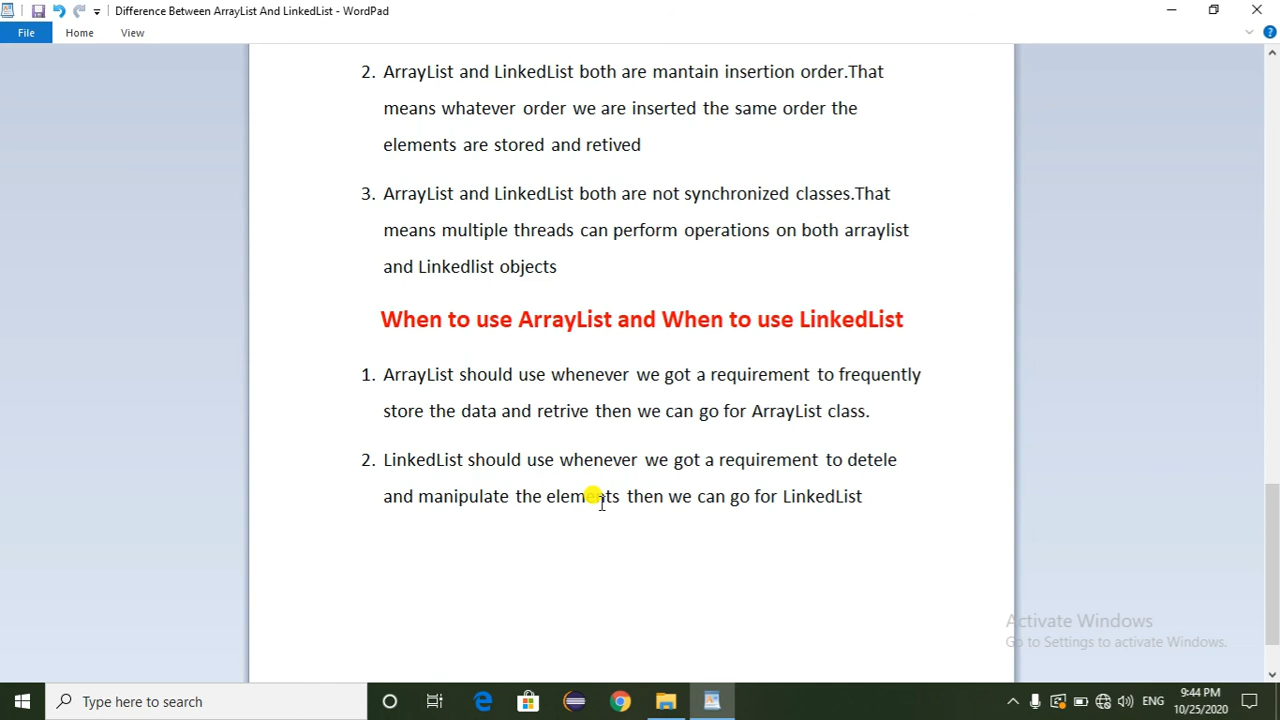 Difference Between ArrayList And LinkedList - WordPad
File Home View
2. ArrayList and LinkedList both are mantain insertion order.That
means whatever order we are inserted the same order the
elements are stored and retived
3. ArrayList and LinkedList both are not synchronized classes.That
means multiple threads can perform operations on both arraylist
and Linkedlist objects
When to use ArrayList and When to use LinkedList
1. ArrayList should use whenever we got a requirement to frequently
store the data and retrive then we can go for ArrayList class.
2. LinkedList should use whenever we got a requirement to detele
and manipulate the elements then we can go for LinkedList
Activate Windows
Go to Settings to activate Windows.
Type here to search
ENG
9:44 PM
10/25/2020